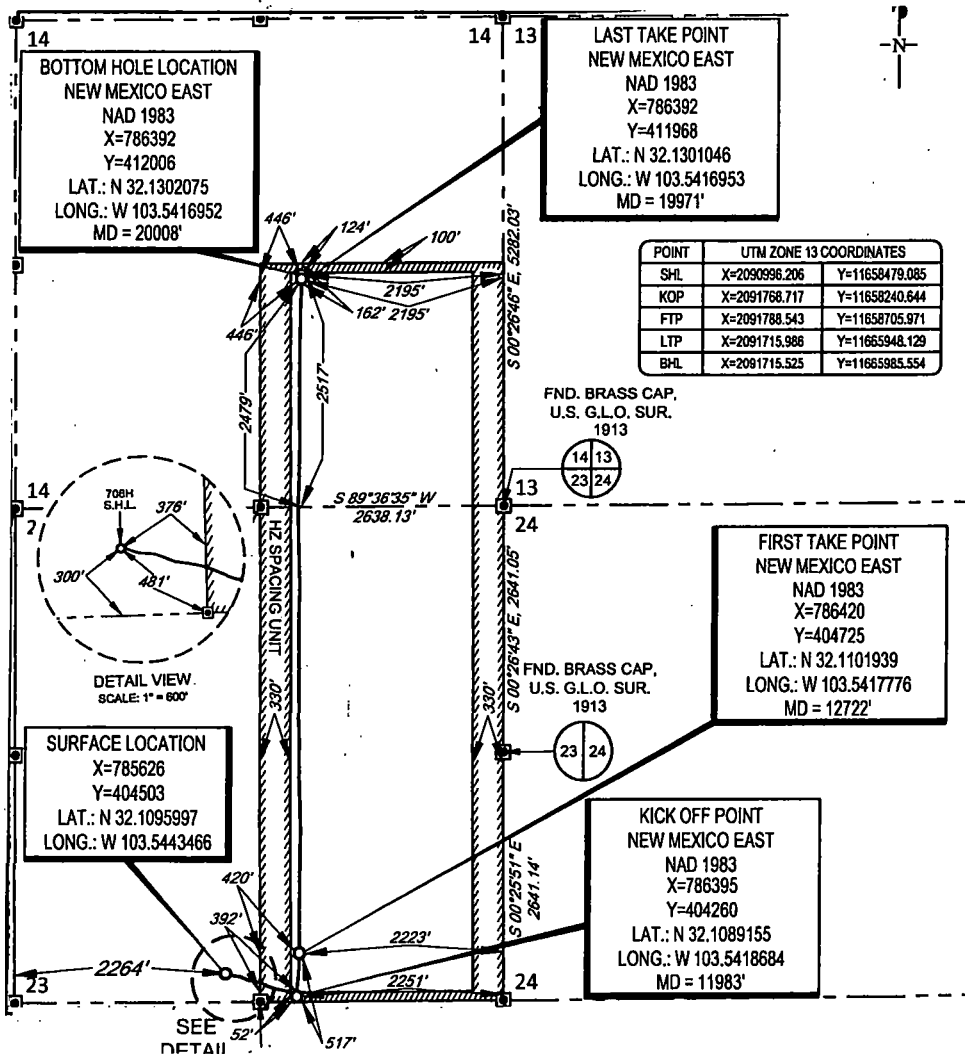 14
14
13
N
BOTTOM HOLE LOCATION
NEW MEXICO EAST
NAD 1983
X=786392
Y=412006
LAT.: N 32.1302075
LONG.: W 103.5416952
MD = 20008'
LAST TAKE POINT
NEW MEXICO EAST
NAD 1983
X=786392
Y=411968
LAT.: N 32.1301046
LONG.: W 103.5416953
MD = 19971'
446'
124'
100'
2195'
162'
2195'
446'
S 00°26'46" E, 5282.03'
POINT UTM ZONE 13 COORDINATES
SHL X=2090996.206 Y=11658479.085
KOP X=2091768.717 Y=11658240.644
FTP X=2091788.543 Y=11658705.971
LTP X=2091715.986 Y=11665948.129
BHL X=2091715.525 Y=11665985.554
2479'
2517'
FND. BRASS CAP,
U.S. G.L.O. SUR.
1913
14 13
23 24
14
2
S 89°36'35" W
2638.13'
13
24
708H
S.H.L.
376'
300'
481'
DETAIL VIEW
SCALE: 1" = 600'
HZ SPACING UNIT
330'
S 00°26'43" E, 2641.05'
330'
FND. BRASS CAP,
U.S. G.L.O. SUR.
1913
23 24
FIRST TAKE POINT
NEW MEXICO EAST
NAD 1983
X=786420
Y=404725
LAT.: N 32.1101939
LONG.: W 103.5417776
MD = 12722'
SURFACE LOCATION
X=785626
Y=404503
LAT.: N 32.1095997
LONG.: W 103.5443466
KICK OFF POINT
NEW MEXICO EAST
NAD 1983
X=786395
Y=404260
LAT.: N 32.1089155
LONG.: W 103.5418684
MD = 11983'
S 00°25'51" E
2641.14'
420'
392'
2223'
2264'
2251'
23
24
52'
517'
SEE
DETAIL